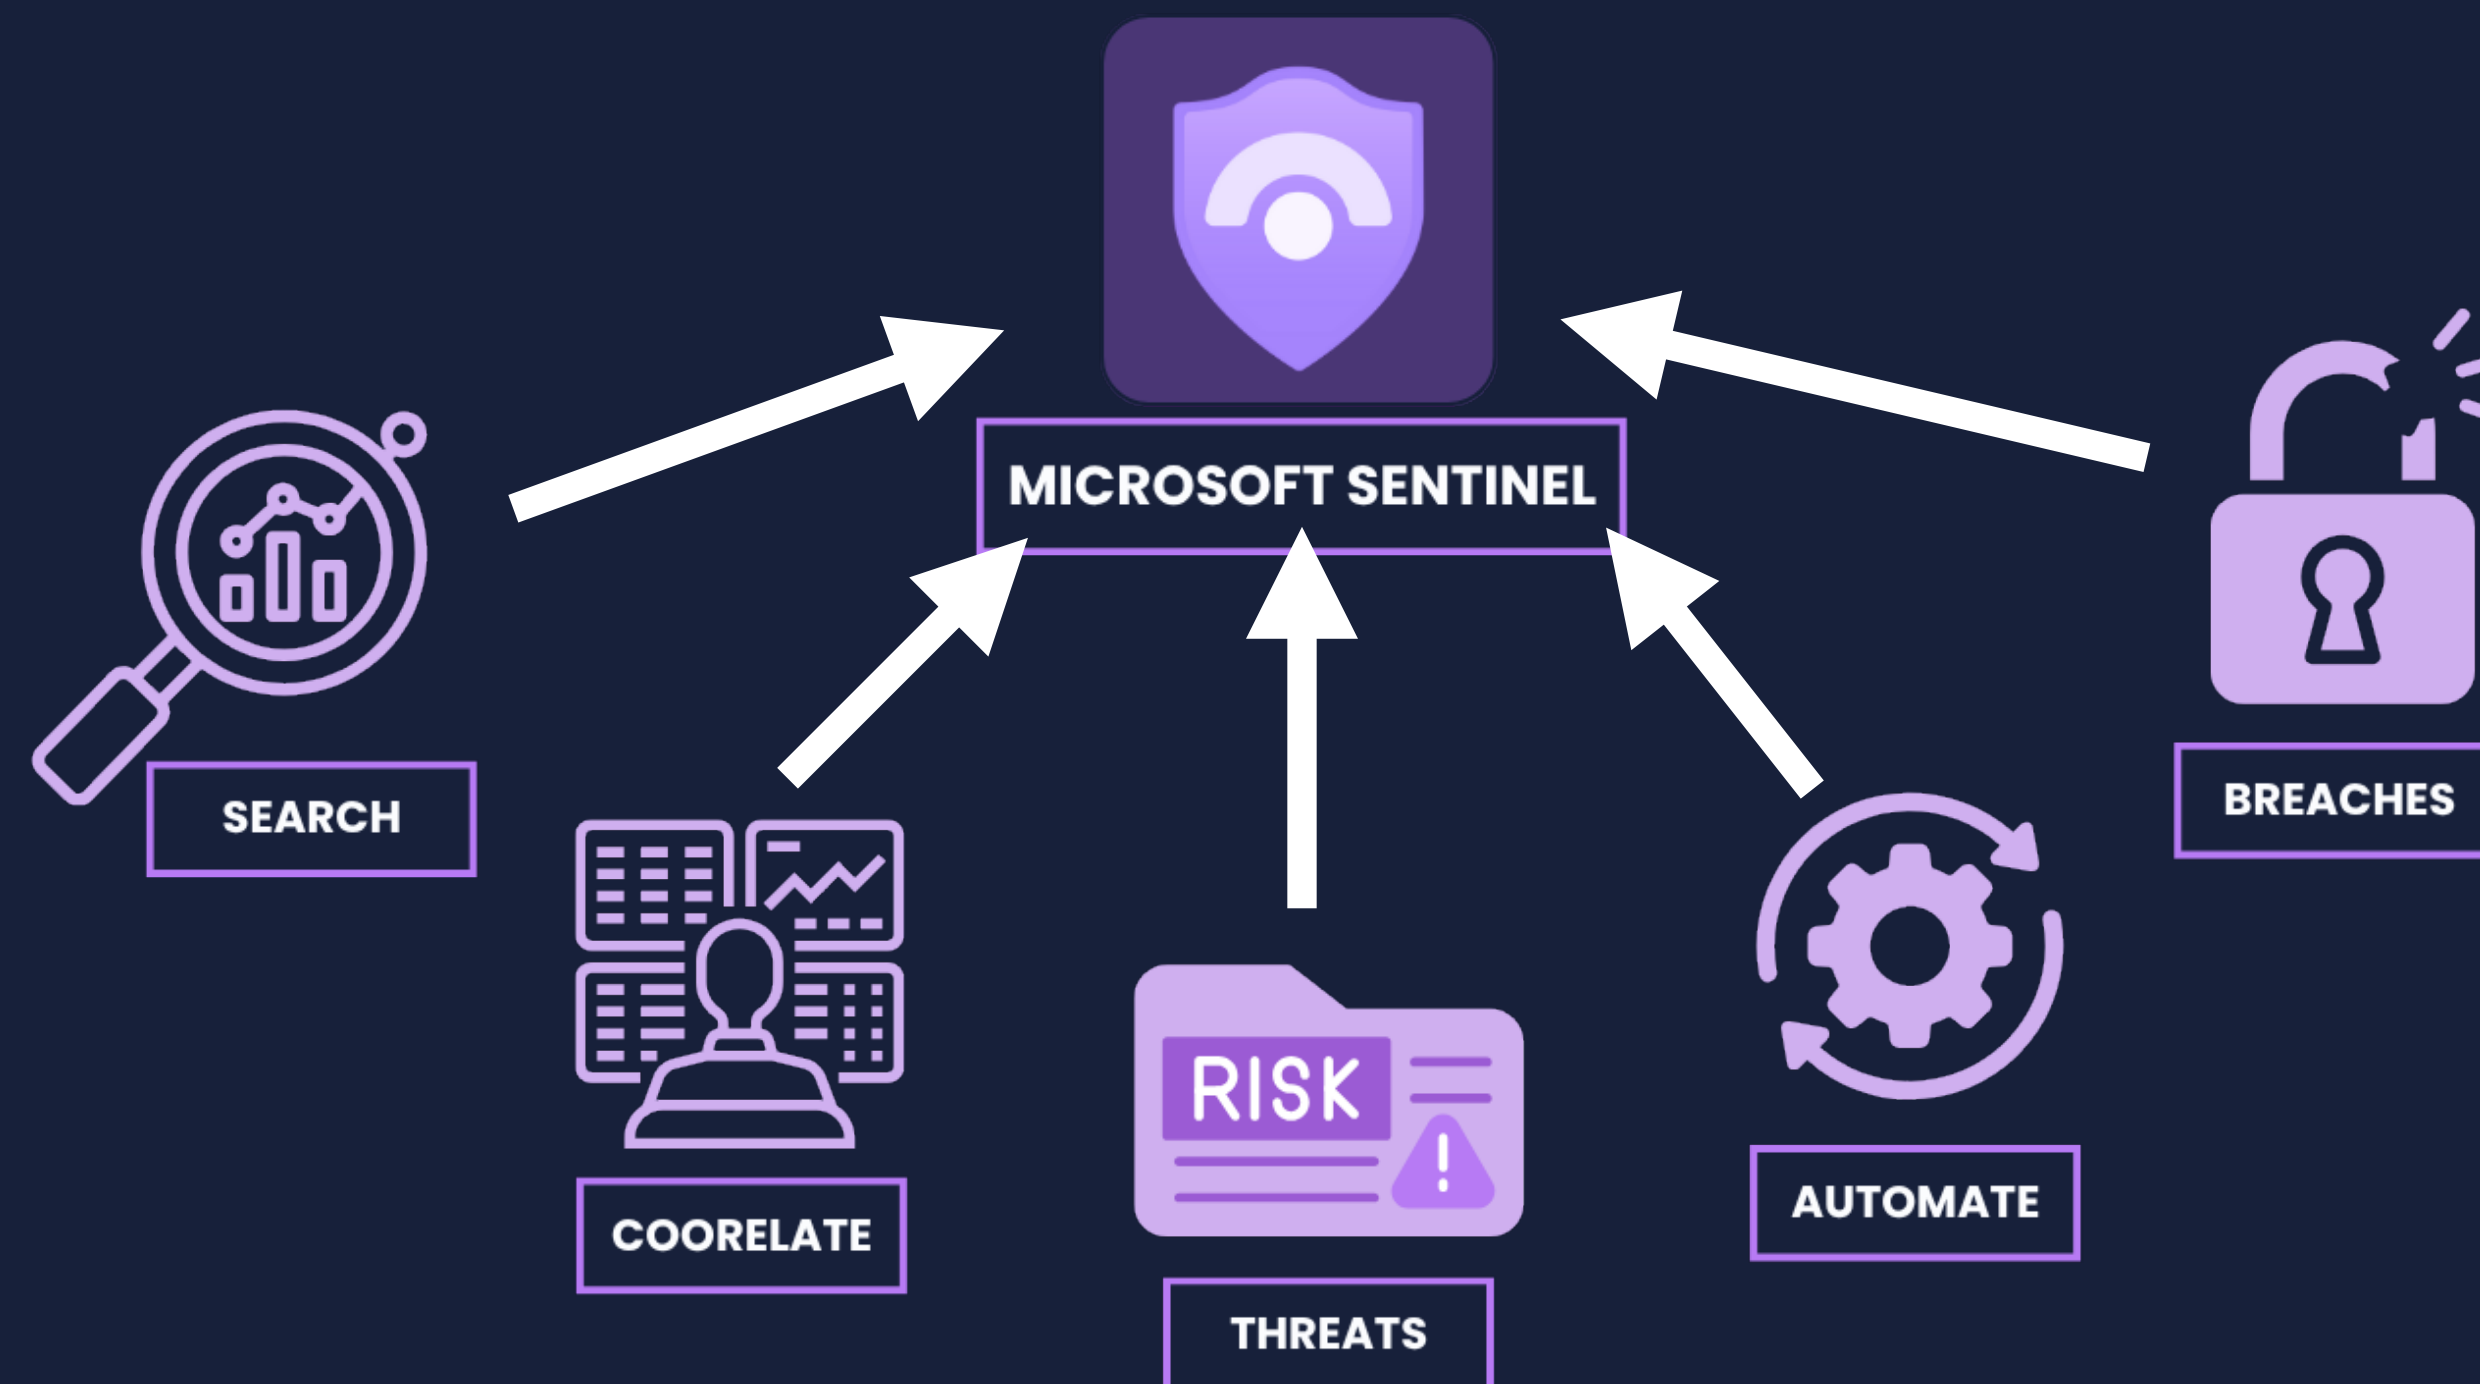 MICROSOFT SENTINEL
SEARCH
BREACHES
COORELATE
RISK
!
AUTOMATE
THREATS